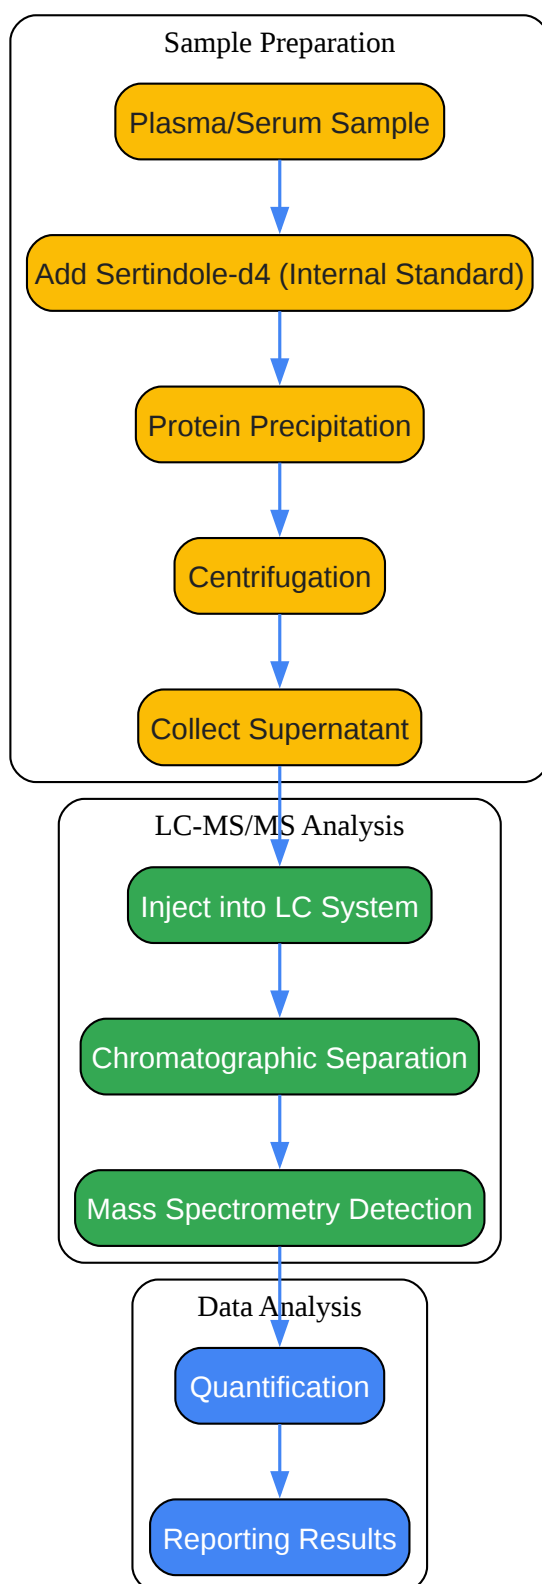 Sample Preparation
Plasma/Serum Sample
Add Sertindole-d4 (Internal Standard)
Protein Precipitation
Centrifugation
Collect Supernatant
LC-MS/MS Analysis
Inject into LC System
Chromatographic Separation
Mass Spectrometry Detection
Data Analysis
Quantification
Reporting Results